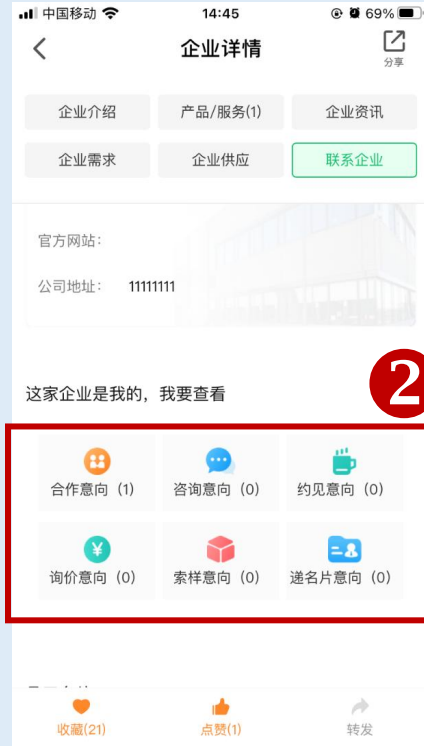 中国移动 14:45 69%
企业详情
分享
企业介绍 产品/服务(1) 企业资讯
企业需求 企业供应 联系企业
官方网站:
公司地址: 11111111
这家企业是我的，我要查看
2
合作意向（1） 咨询意向（0） 约见意向（0）
询价意向（0） 索样意向（0） 递名片意向（0）
收藏(21) 点赞(1) 转发